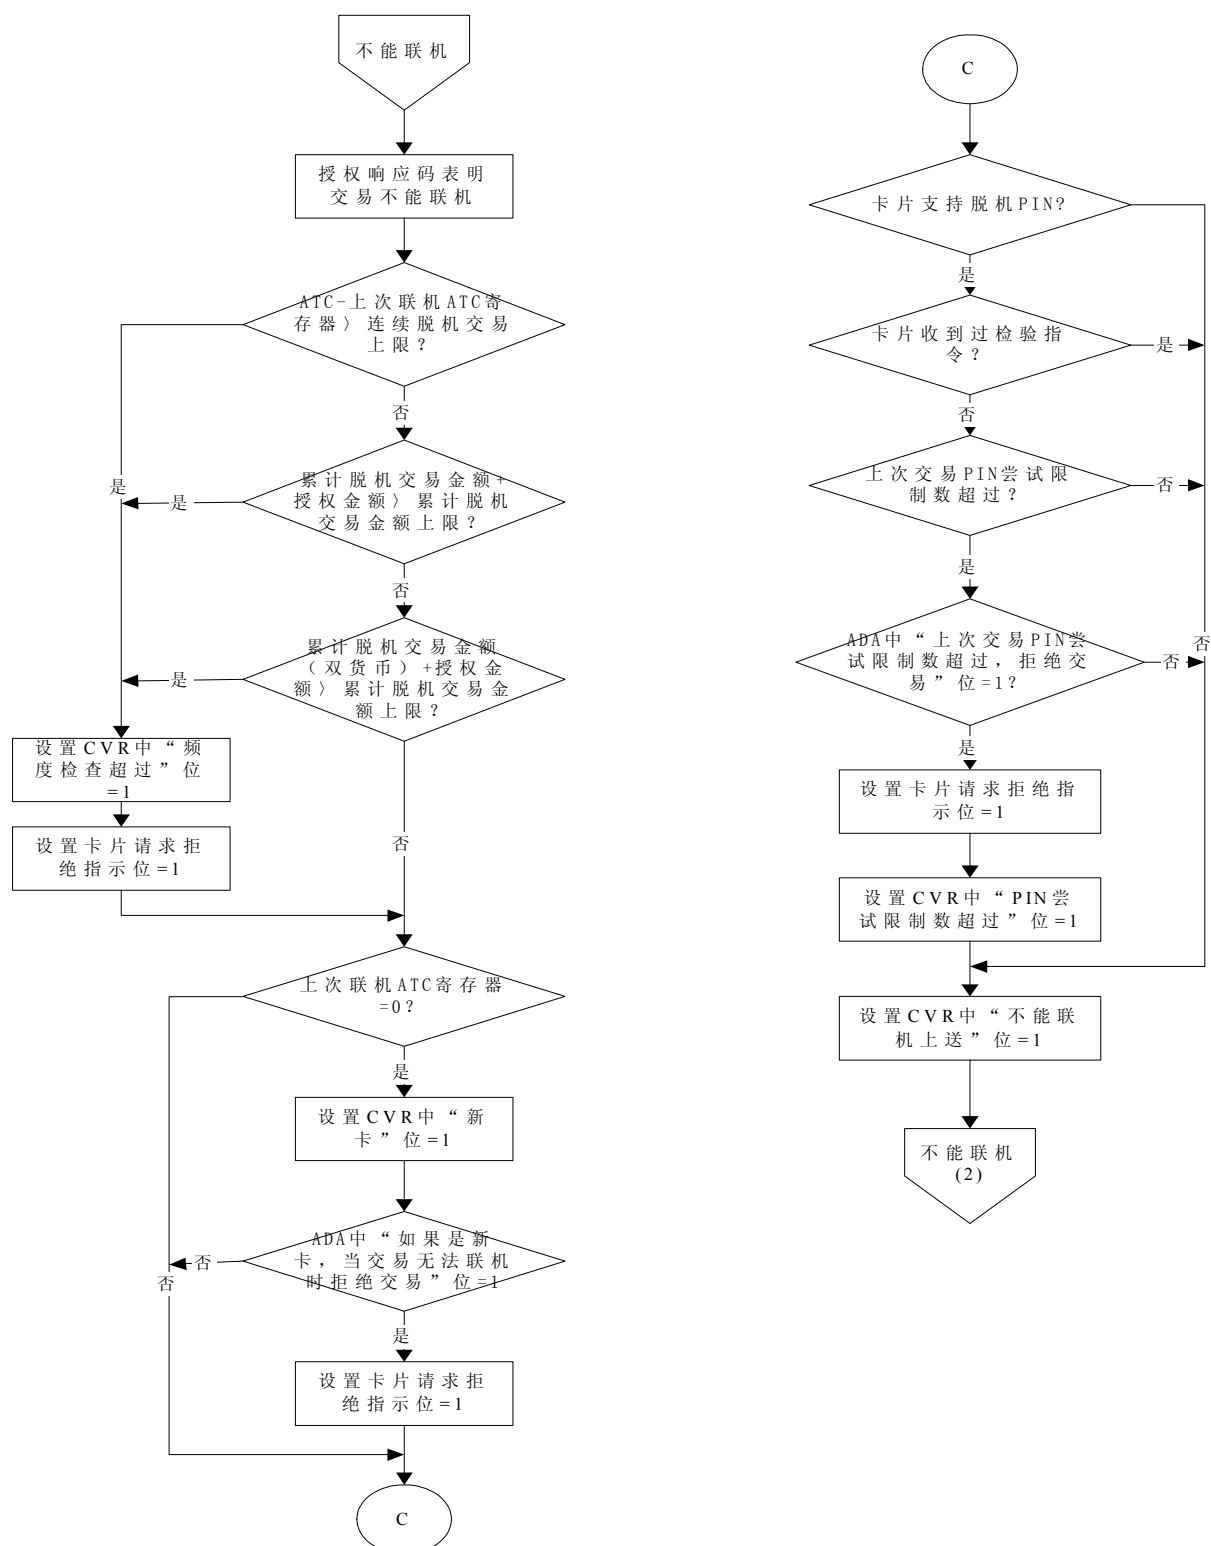 不能联机
授权响应码表明
交易不能联机
ATC-上次联机ATC寄
存器〉连续脱机交易
上限？
否
是
累计脱机交易金额+
授权金额〉累计脱机
交易金额上限？
是
否
累计脱机交易金额
（双货币）+授权金
额〉累计脱机交易金
额上限？
是
设置CVR中“频
度检查超过”位
=1
设置卡片请求拒
绝指示位=1
否
上次联机ATC寄存器
=0？
是
设置CVR中“新
卡”位=1
ADA中“如果是新
卡，当交易无法联机
时拒绝交易”位=1
否
否
是
设置卡片请求拒
绝指示位=1
C
C
卡片支持脱机PIN?
是
卡片收到过检验指
令？
是
否
上次交易PIN尝试限
制数超过？
否
是
ADA中“上次交易PIN尝
试限制数超过，拒绝交
易”位=1？
否
否
是
设置卡片请求拒绝指
示位=1
设置CVR中“PIN尝
试限制数超过”位=1
设置CVR中“不能联
机上送”位=1
不能联机
(2)